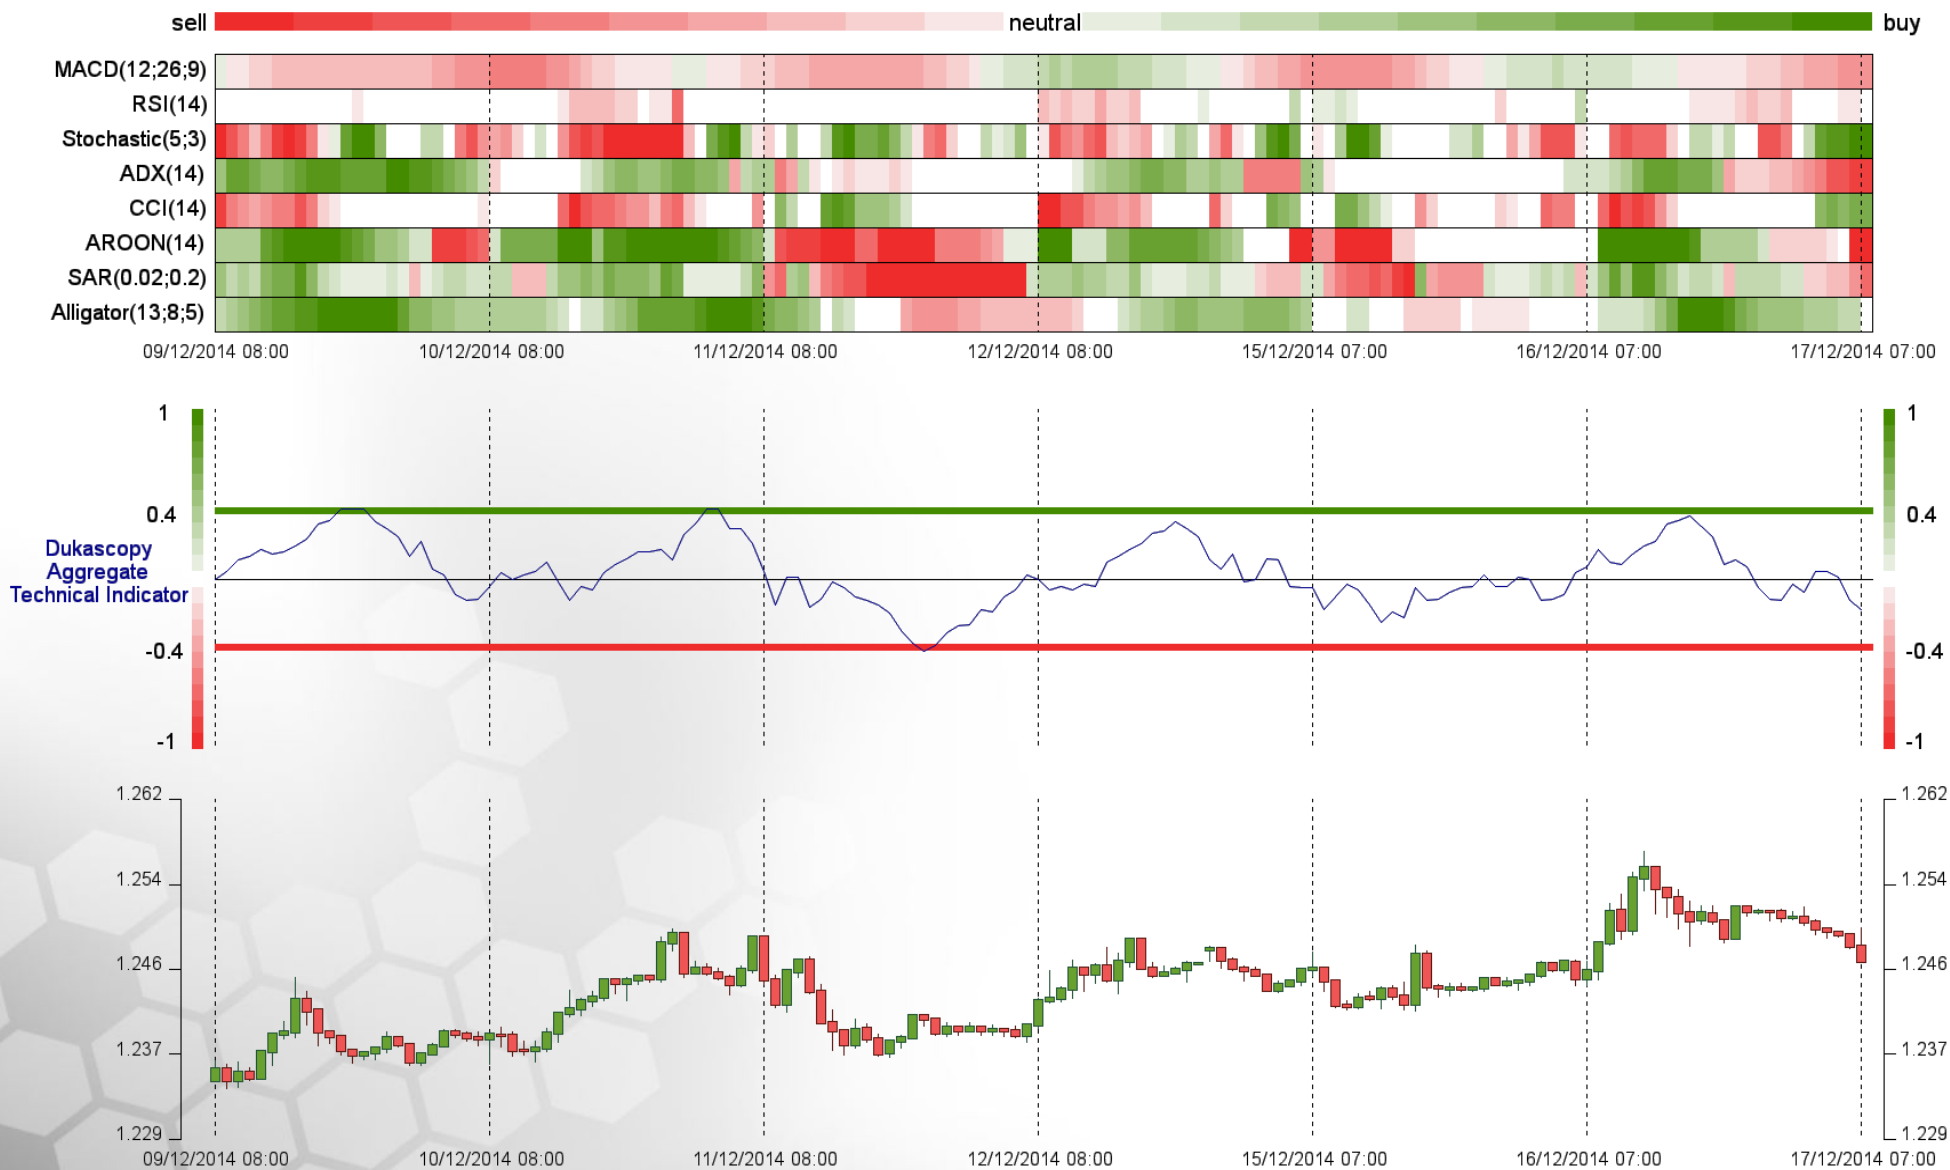 sell neutral buy
MACD(12;26;9)
RSI(14)
Stochastic(5;3)
ADX(14)
CCI(14)
AROON(14)
SAR(0.02;0.2)
Alligator(13;8;5)
09/12/2014 08:00 10/12/2014 08:00 11/12/2014 08:00 12/12/2014 08:00 15/12/2014 07:00 16/12/2014 07:00 17/12/2014 07:00
1 1
0.4 0.4
Dukascopy
Aggregate
Technical Indicator
-0.4 -0.4
-1 -1
1.262 1.262
1.254 1.254
1.246 1.246
1.237 1.237
1.229 1.229
09/12/2014 08:00 10/12/2014 08:00 11/12/2014 08:00 12/12/2014 08:00 15/12/2014 07:00 16/12/2014 07:00 17/12/2014 07:00